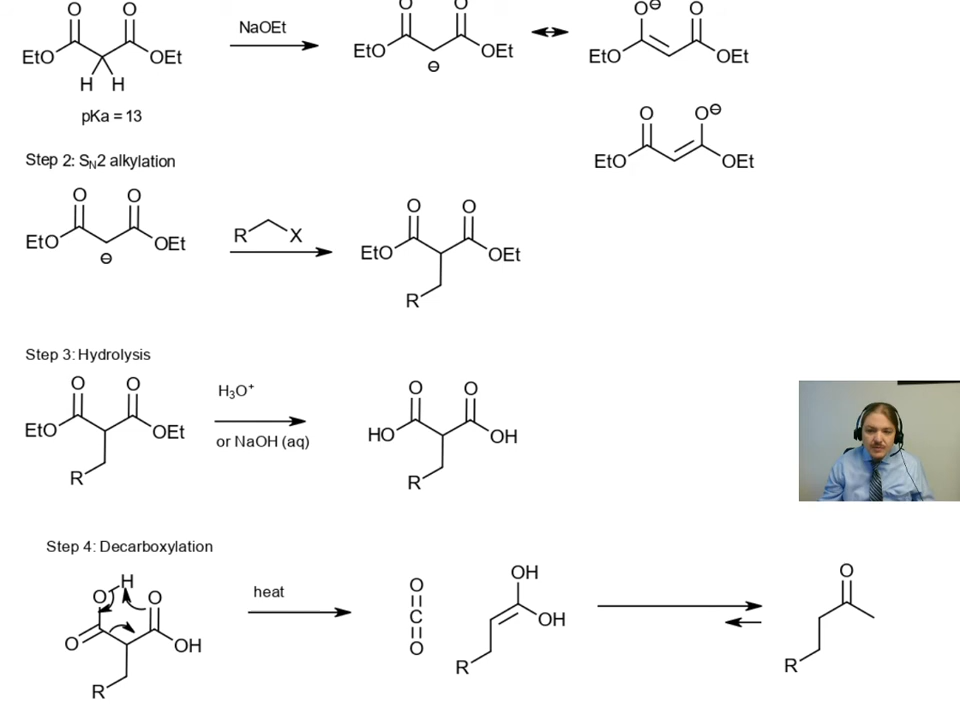 O O
EtO OEt
H H
pKa = 13
NaOEt
O O
EtO OEt
⊖
O⊖ O
EtO OEt
O O⊖
EtO OEt
Step 2: SN2 alkylation
O O
EtO OEt
⊖
R X
O O
EtO OEt
R
Step 3: Hydrolysis
O O
EtO OEt
R
H3O+
or NaOH (aq)
O O
HO OH
R
Step 4: Decarboxylation
H
O O
O OH
R
heat
O
C
O
OH
OH
R
O
R